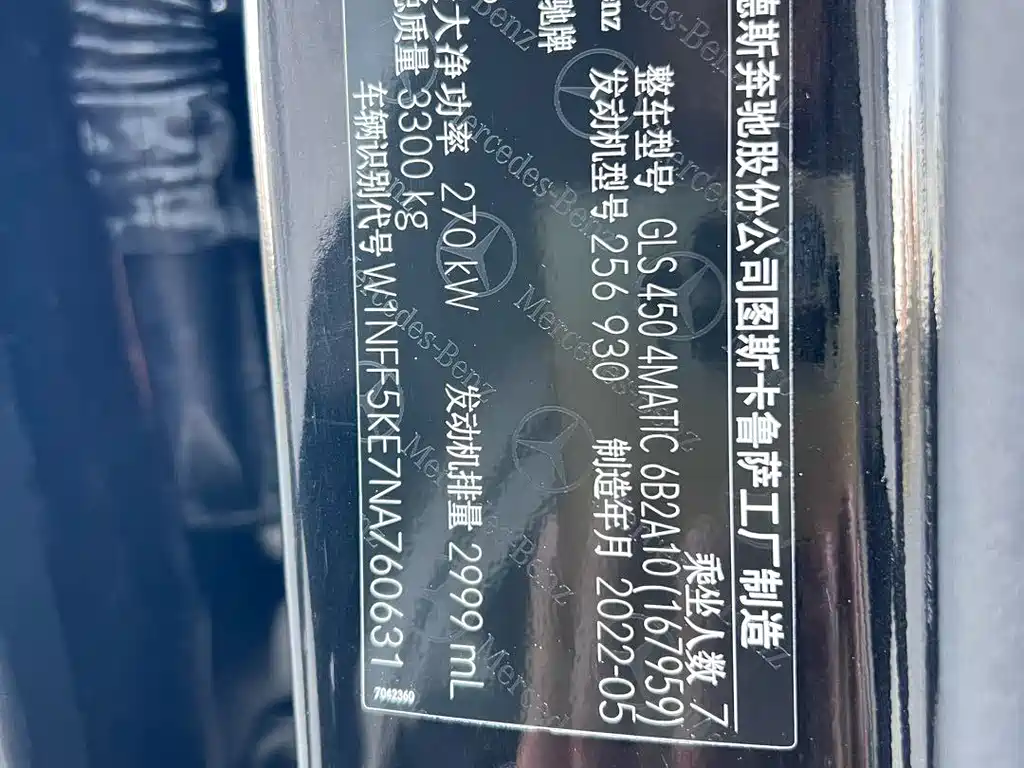 德斯奔驰股份公司图斯卡鲁萨工厂制造
乘坐人数 7
整车型号 GLS 450 4MATIC 6B2A10(167959)
enz 发动机型号 256 930 制造年月 2022-05
驰牌
大净功率 270 kW 发动机排量 2999 mL
质量 3300 kg
车辆识别代号 W1NFF5KE7NA760631
7042360